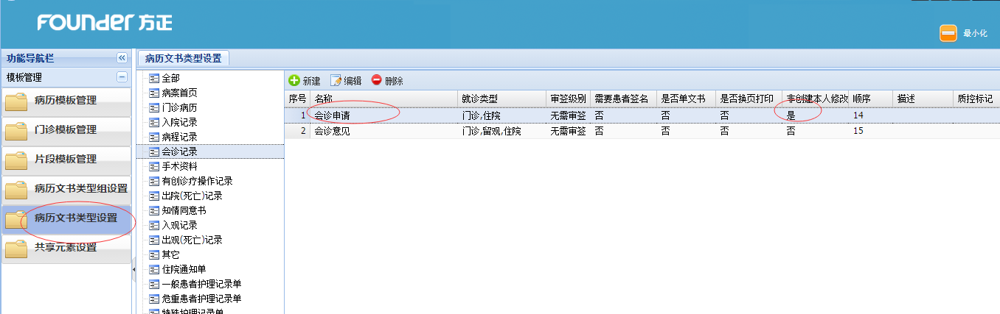 FOUNDER 方正
最小化
功能导航栏
模板管理
病历模板管理
门诊模板管理
片段模板管理
病历文书类型组设置
病历文书类型设置
共享元素设置
病历文书类型设置
全部
病案首页
门诊病历
入院记录
病程记录
会诊记录
手术资料
有创诊疗操作记录
出院(死亡)记录
知情同意书
入观记录
出观(死亡)记录
其它
住院通知单
一般患者护理记录单
危重患者护理记录单
特殊护理记录单
新建 编辑 删除
序号 名称 就诊类型 审签级别 需要患者签名 是否单文书 是否换页打印 非创建本人修改 顺序 描述 质控标记
1 会诊申请 门诊,住院 无需审签 否 否 否 是 14
2 会诊意见 门诊,留观,住院 无需审签 否 否 否 否 15